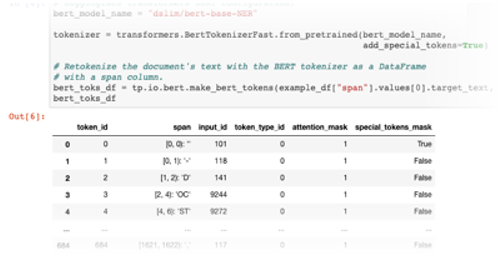 bert_model_name = "dslim/bert-base-NER"
tokenizer = transformers.BertTokenizerFast.from_pretrained(bert_model_name,
add_special_tokens=True)
# Retokenize the document's text with the BERT tokenizer as a DataFrame
# with a span column.
bert_toks_df = tp.io.bert.make_bert_tokens(example_df["span"].values[0].target_text,
bert_toks_df
Out[6]:
token_id span input_id token_type_id attention_mask special_tokens_mask
0 0 [0, 0): '' 101 0 1 True
1 1 [0, 1): '-' 118 0 1 False
2 2 [1, 2): 'D' 141 0 1 False
3 3 [2, 4): 'OC' 9244 0 1 False
4 4 [4, 6): 'ST' 9272 0 1 False
... ... ... ... ... ... ...
684 684 [1621, 1622): ',' 117 0 1 False